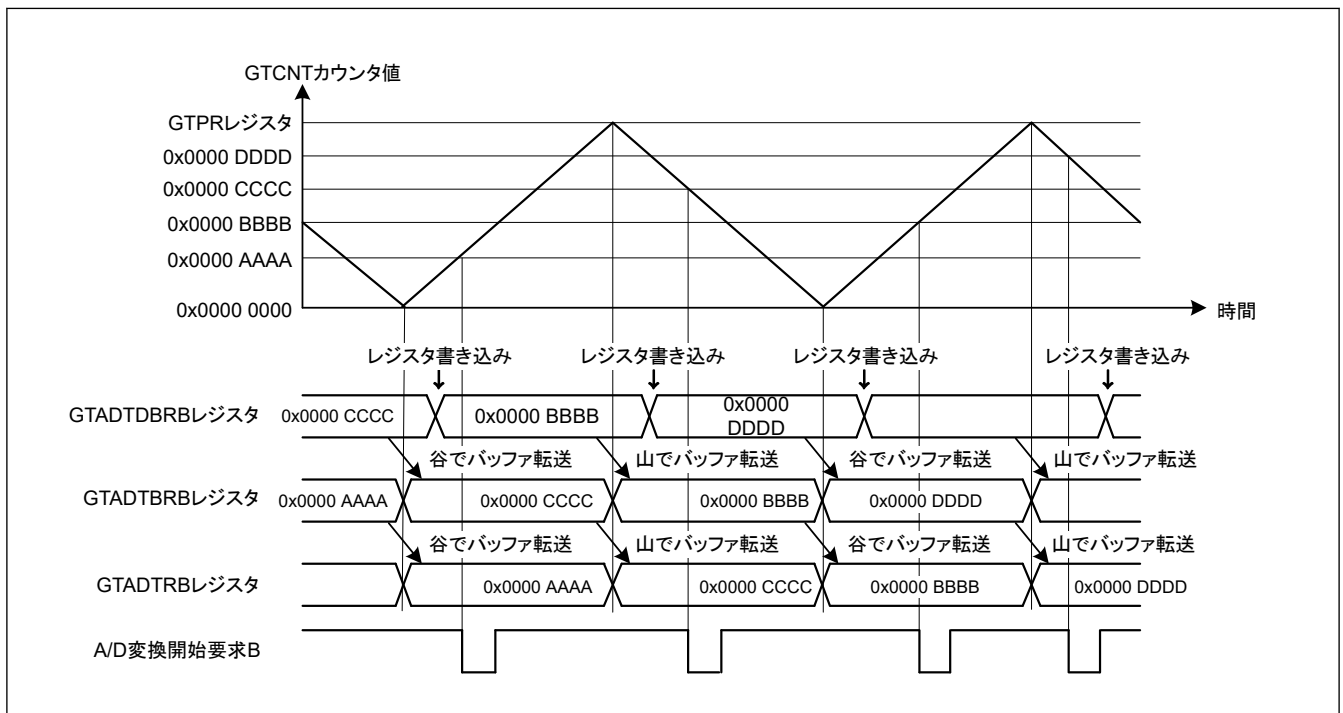 GTCNTカウンタ値
GTPRレジスタ
0x0000 DDDD
0x0000 CCCC
0x0000 BBBB
0x0000 AAAA
0x0000 0000
時間
レジスタ書き込み レジスタ書き込み レジスタ書き込み レジスタ書き込み
GTADTDBRBレジスタ 0x0000 CCCC 0x0000 BBBB 0x0000
DDDD
谷でバッファ転送 山でバッファ転送 谷でバッファ転送 山でバッファ転送
GTADTBRBレジスタ 0x0000 AAAA 0x0000 CCCC 0x0000 BBBB 0x0000 DDDD
谷でバッファ転送 山でバッファ転送 谷でバッファ転送 山でバッファ転送
GTADTRBレジスタ 0x0000 AAAA 0x0000 CCCC 0x0000 BBBB 0x0000 DDDD
A/D変換開始要求B